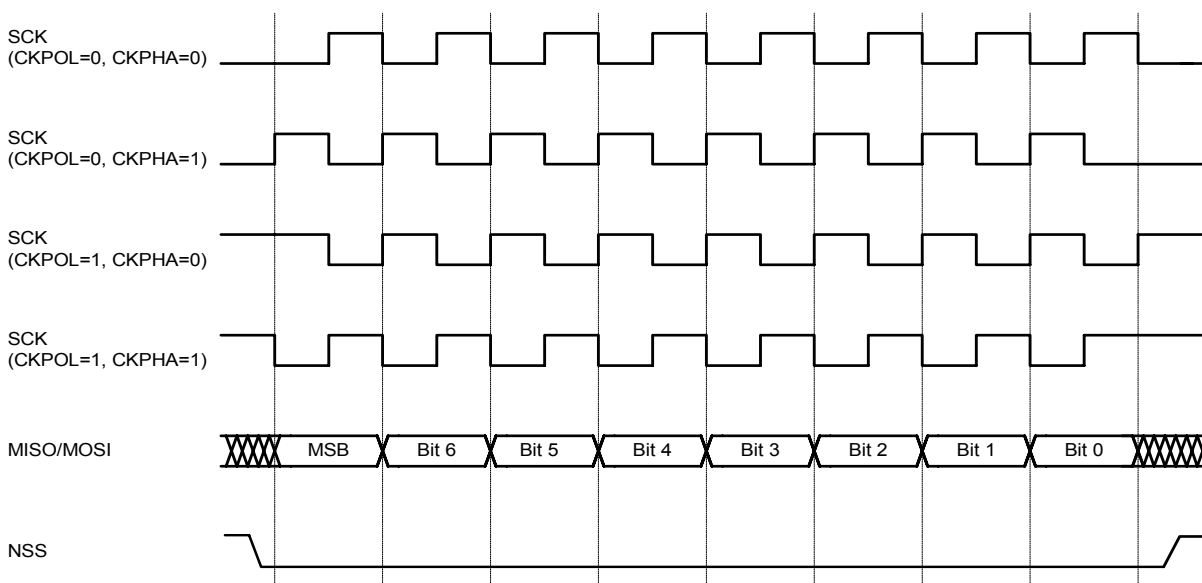 SCK
(CKPOL=0, CKPHA=0)
SCK
(CKPOL=0, CKPHA=1)
SCK
(CKPOL=1, CKPHA=0)
SCK
(CKPOL=1, CKPHA=1)
MISO/MOSI
MSB
Bit 6
Bit 5
Bit 4
Bit 3
Bit 2
Bit 1
Bit 0
NSS